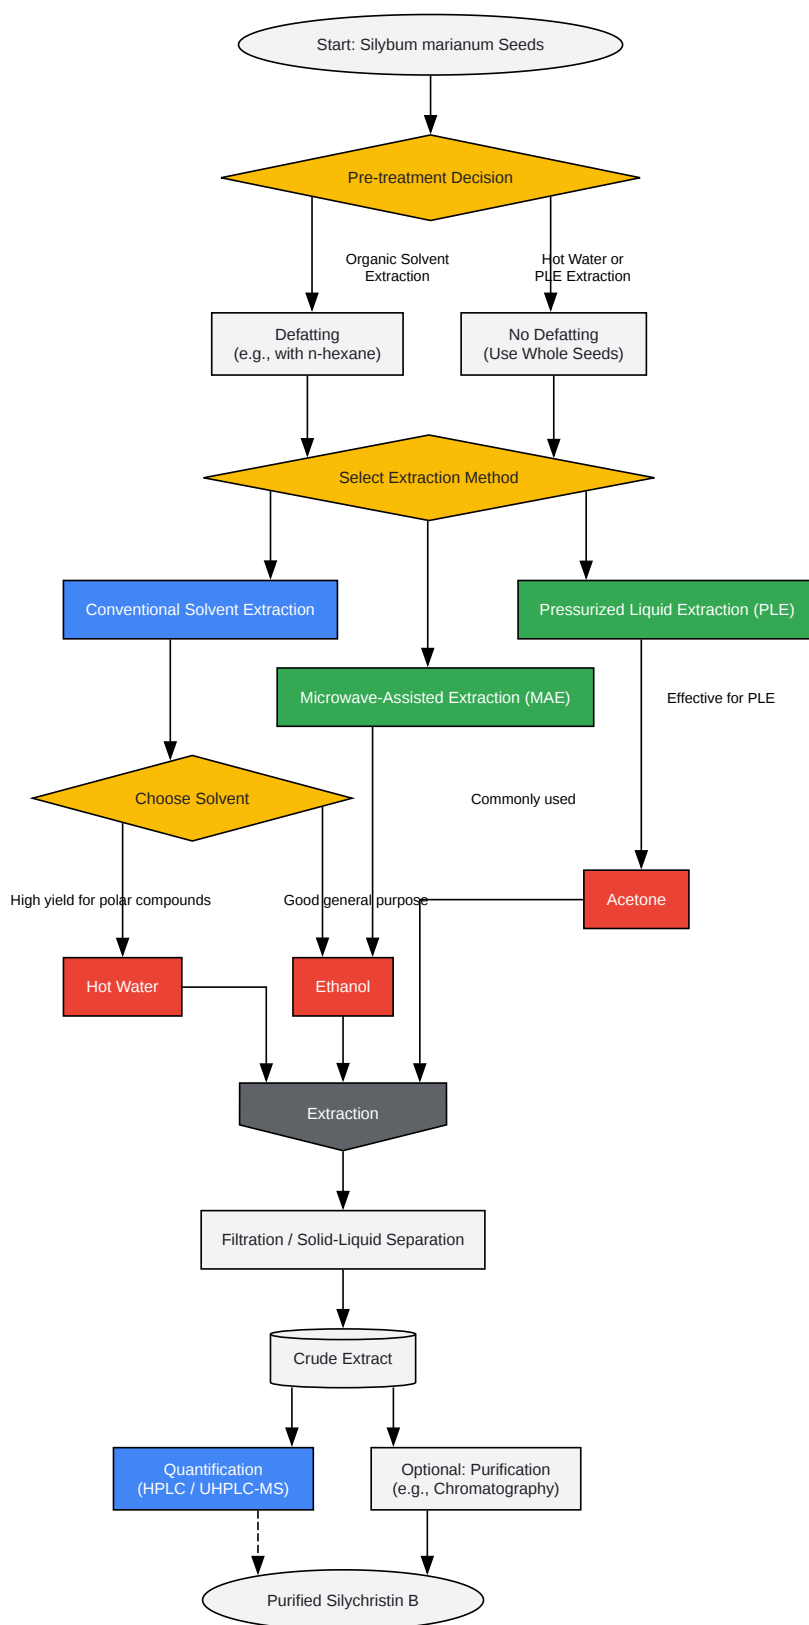 Start: Silybum marianum Seeds
Pre-treatment Decision
Organic Solvent
Extraction
Hot Water or
PLE Extraction
Defatting
(e.g., with n-hexane)
No Defatting
(Use Whole Seeds)
Select Extraction Method
Conventional Solvent Extraction
Pressurized Liquid Extraction (PLE)
Microwave-Assisted Extraction (MAE)
Effective for PLE
Choose Solvent
Commonly used
High yield for polar compounds
Good general purpose
Acetone
Hot Water
Ethanol
Extraction
Filtration / Solid-Liquid Separation
Crude Extract
Quantification
(HPLC / UHPLC-MS)
Optional: Purification
(e.g., Chromatography)
Purified Silychristin B